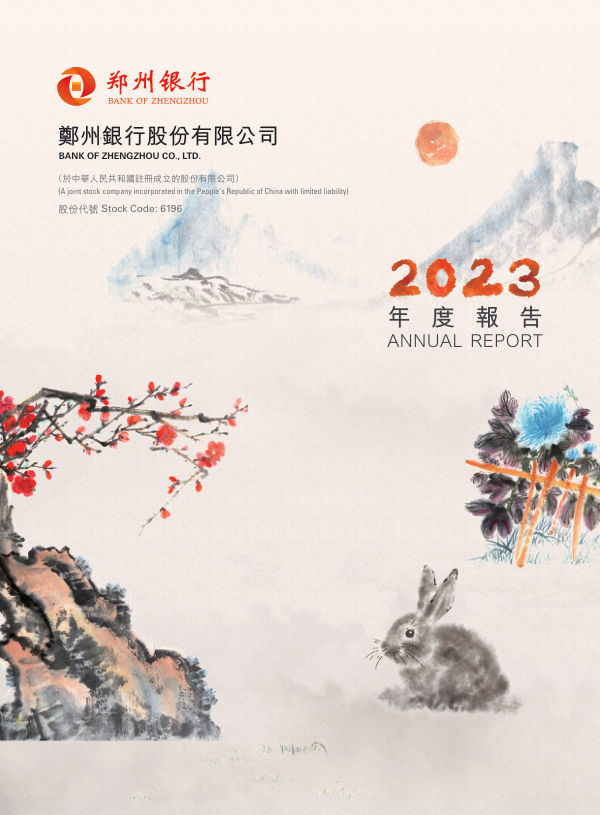 郑州银行
BANK OF ZHENGZHOU
鄭州銀行股份有限公司
BANK OF ZHENGZHOU CO., LTD.
（於中華人民共和國註冊成立的股份有限公司）
(A joint stock company incorporated in the People's Republic of China with limited liability)
股份代號 Stock Code: 6196
2023
年度報告
ANNUAL REPORT